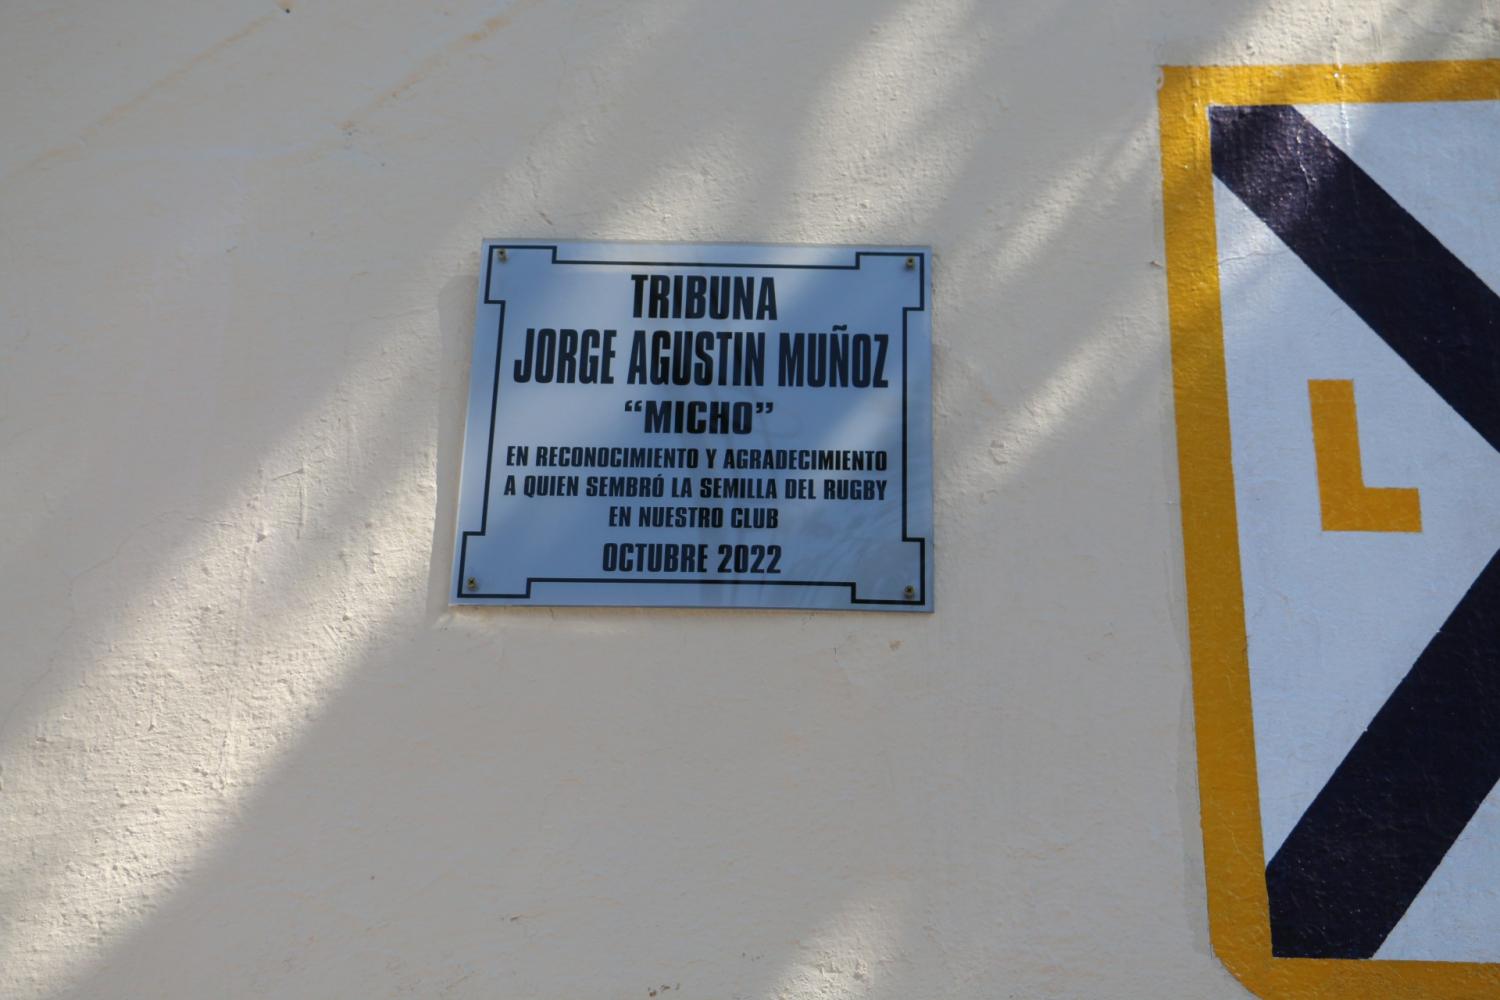 TRIBUNA
JORGE AGUSTIN MUÑOZ
“MICHO”
EN RECONOCIMIENTO Y AGRADECIMIENTO
A QUIEN SEMBRÓ LA SEMILLA DEL RUGBY
EN NUESTRO CLUB
OCTUBRE 2022
L